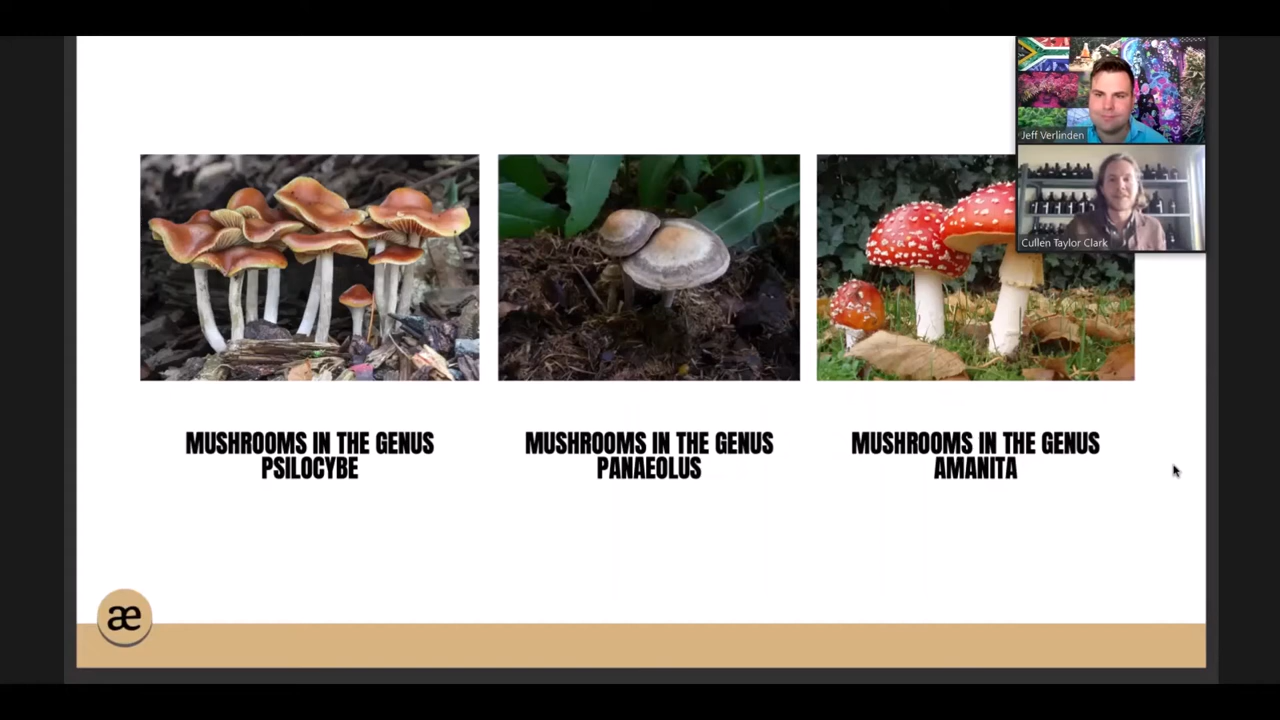 Jeff Verlinden
Cullen Taylor Clark
MUSHROOMS IN THE GENUS
PSILOCYBE
MUSHROOMS IN THE GENUS
PANAEOLUS
MUSHROOMS IN THE GENUS
AMANITA
æ